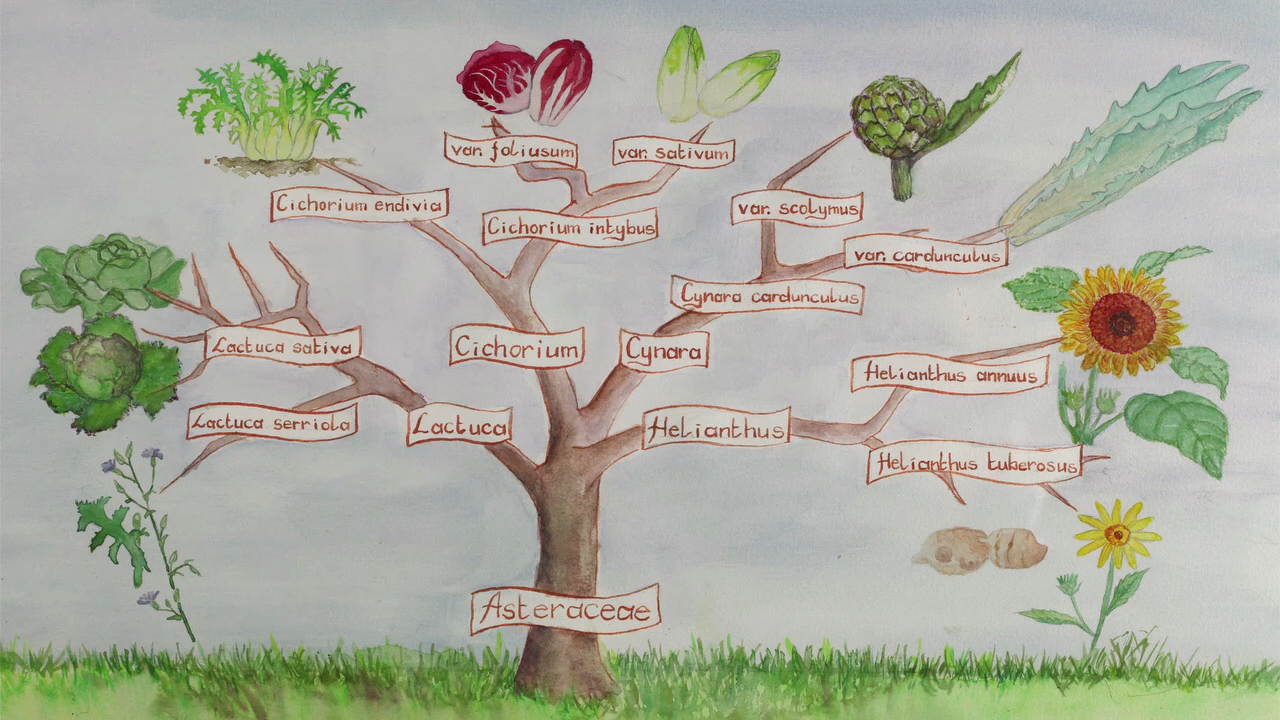 var. foliusum
var. sativum
Cichorium endivia
Cichorium intybus
var. scolymus
var. cardunculus
Cynara cardunculus
Lactuca sativa
Cichorium
Cynara
Helianthus annuus
Lactuca serriola
Lactuca
Helianthus
Helianthus tuberosus
Asteraceae